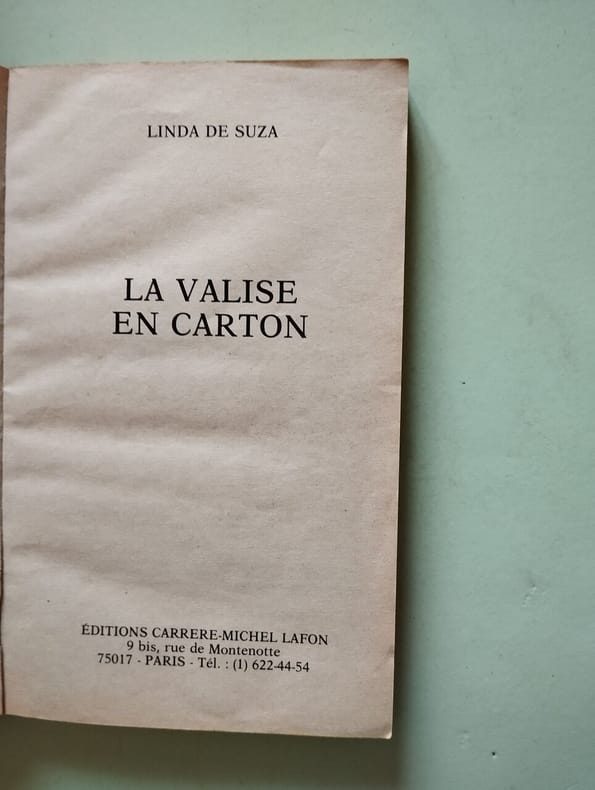 LINDA DE SUZA
LA VALISE
EN CARTON
ÉDITIONS CARRERE-MICHEL LAFON
9 bis, rue de Montenotte
75017 - PARIS - Tél. : (1) 622-44-54